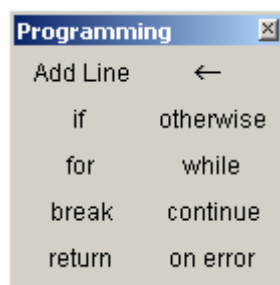 Programming
Add Line ←
if otherwise
for while
break continue
return on error